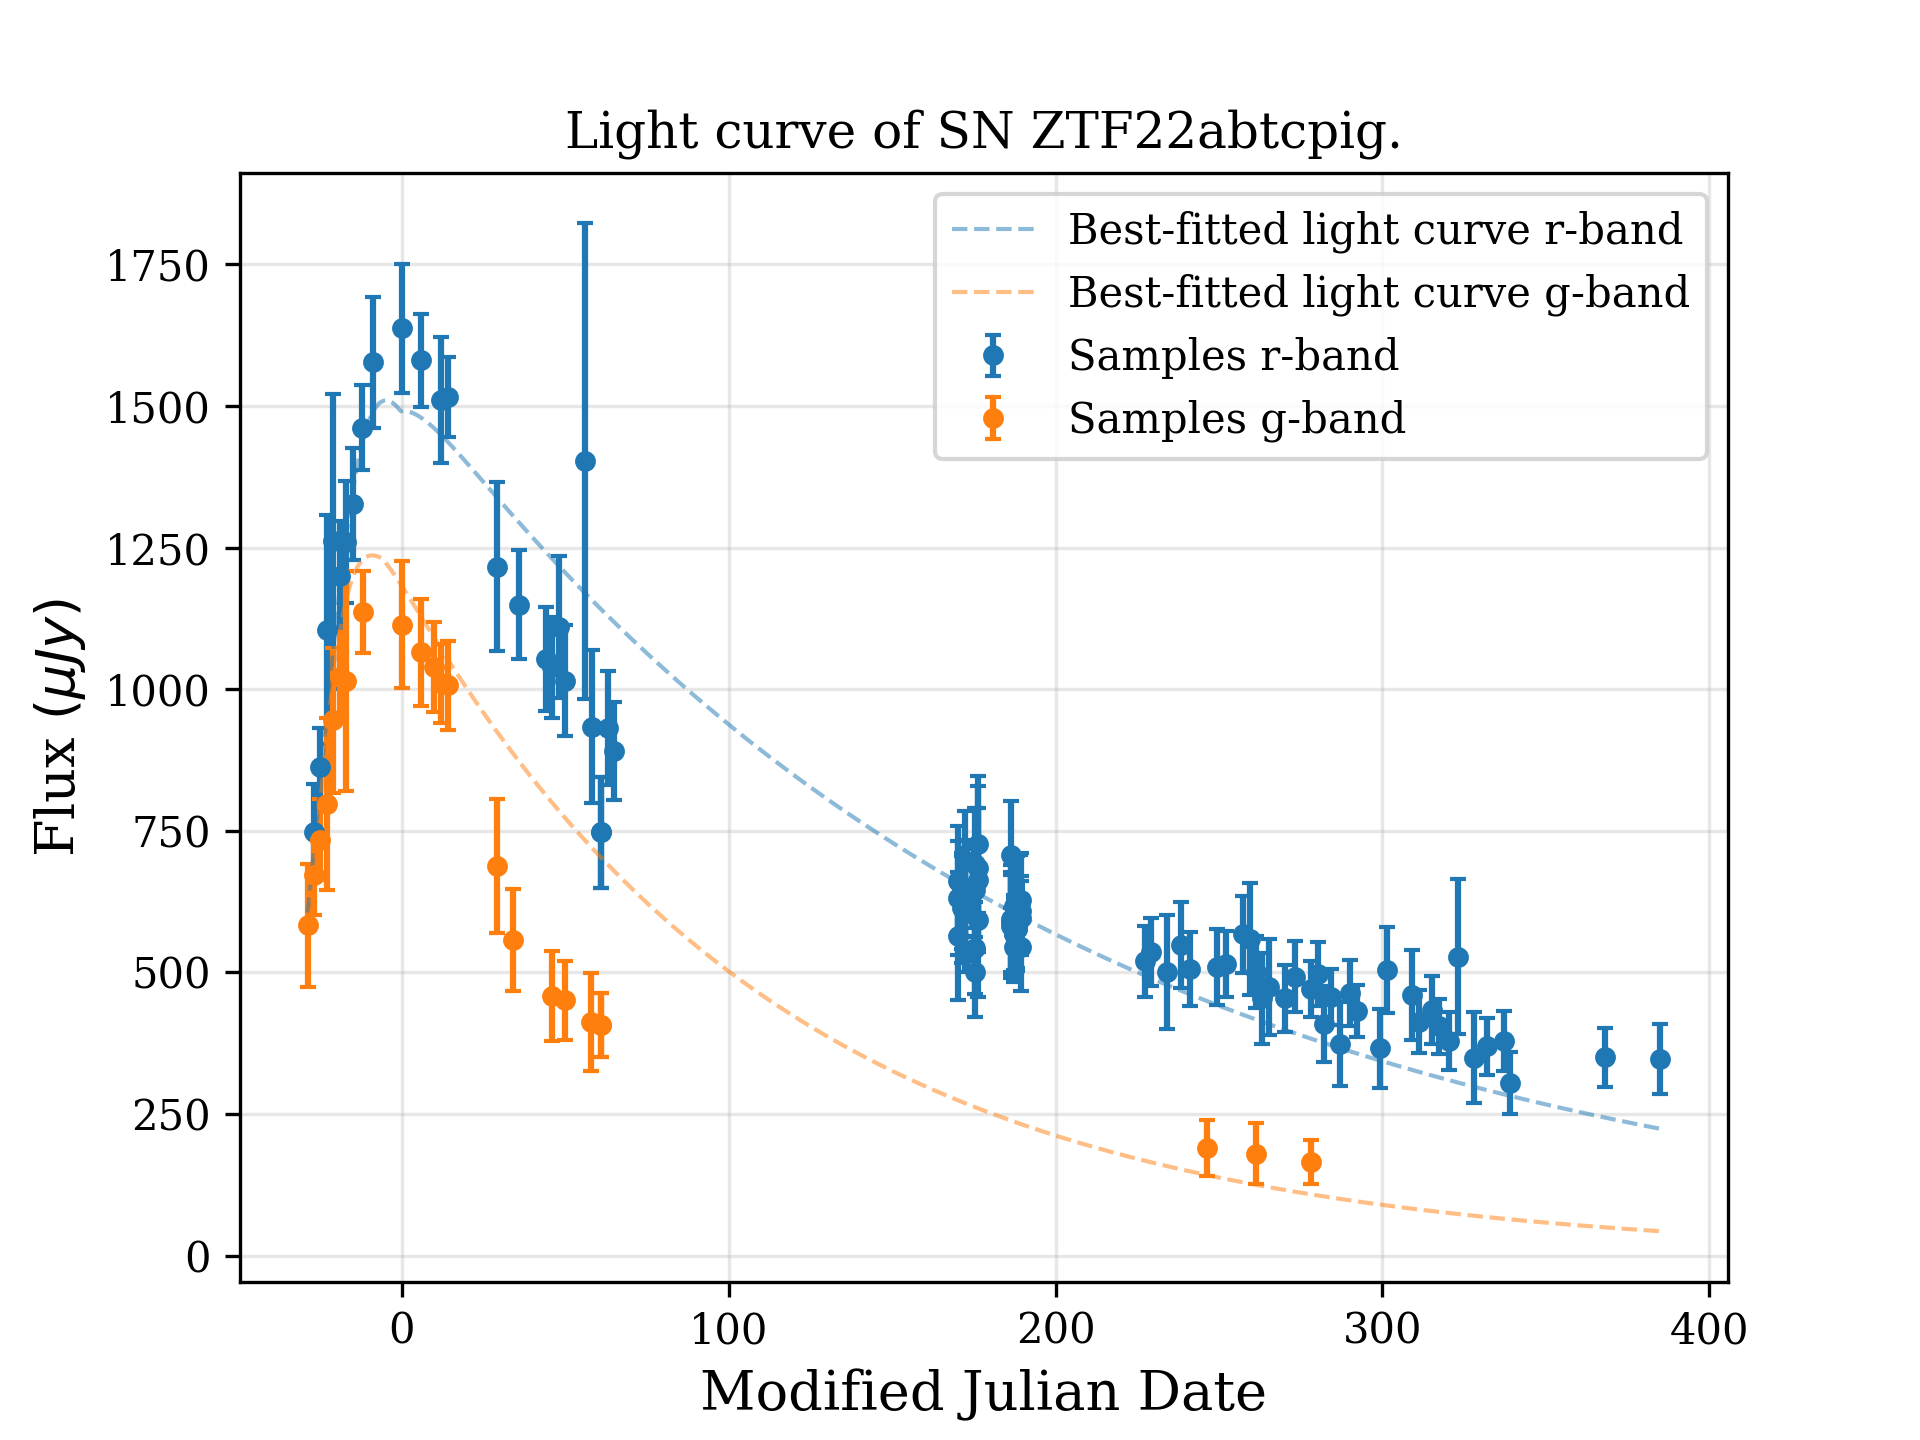 Light curve of SN ZTF22abtcpig.
Best-fitted light curve r-band
Best-fitted light curve g-band
Samples r-band
Samples g-band
Flux (μJy)
1750
1500
1250
1000
750
500
250
0
0 100 200 300 400
Modified Julian Date